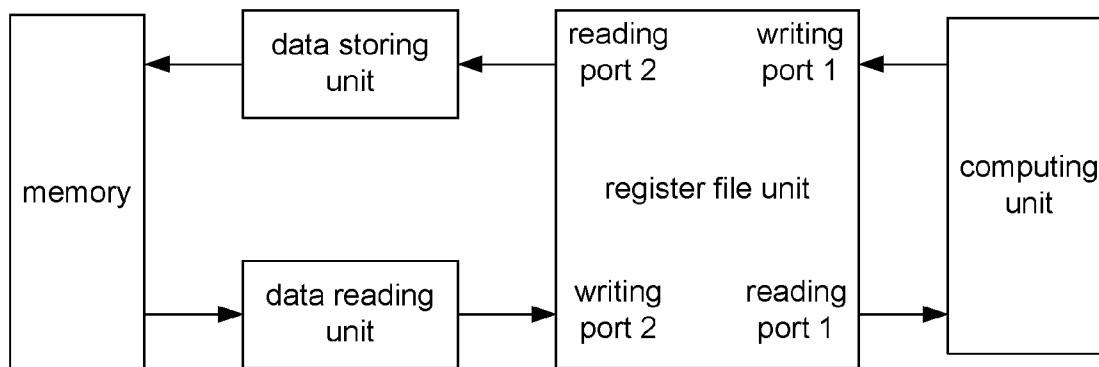 data storing
unit
reading
port 2
writing
port 1
memory
register file unit
computing
unit
data reading
unit
writing
port 2
reading
port 1